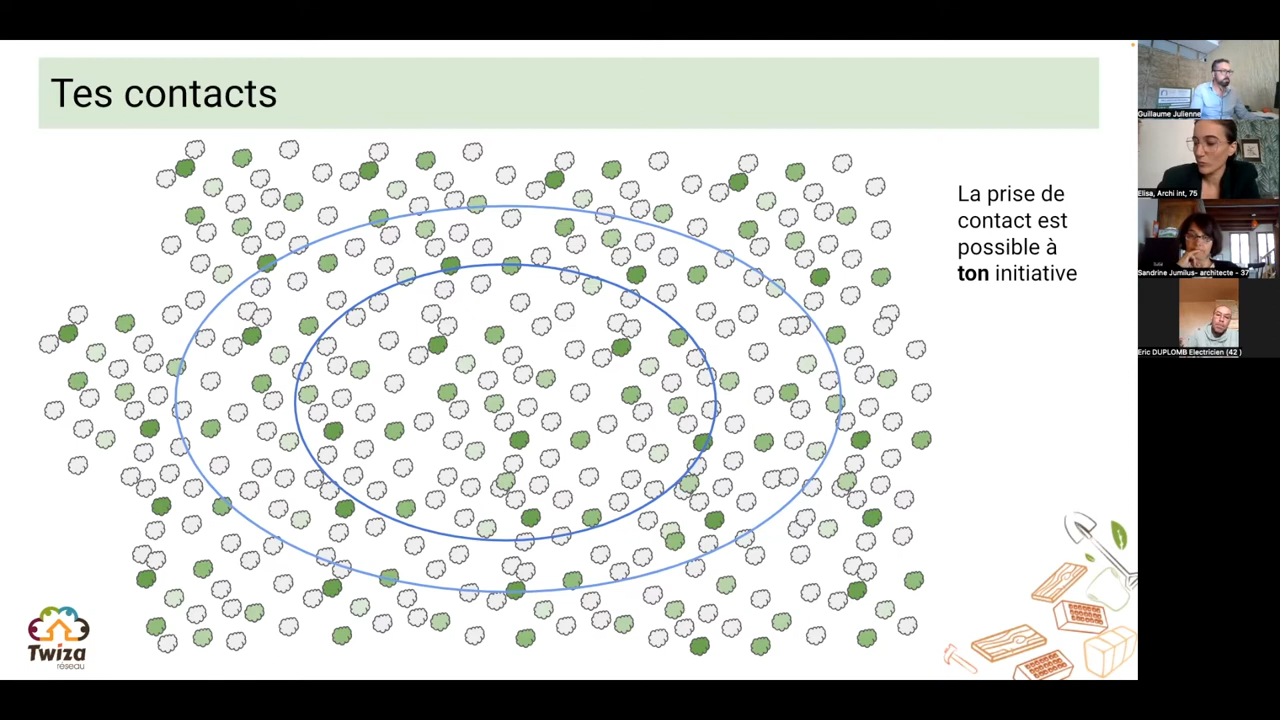 Tes contacts
La prise de
contact est
possible à
ton initiative
Twiza
réseau
Guillaume Julienne
Elisa, Archi int, 75
Sandrine Jumilus- architecte - 37
Eric DUPLOMB Electricien (42 )